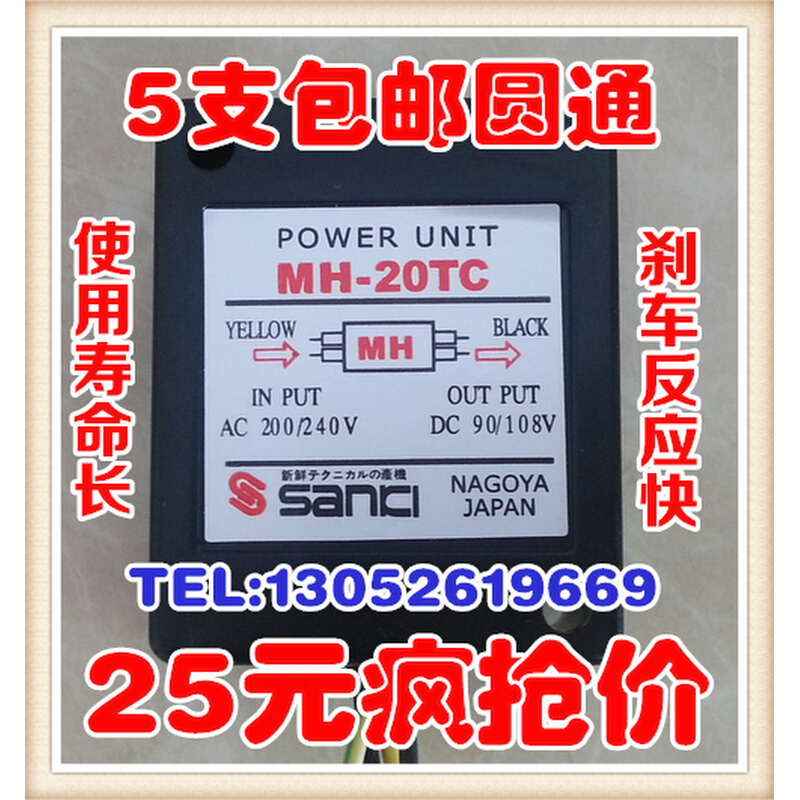 5支包邮圆通
使用寿命长
刹车反应快
POWER UNIT
MH-20TC
YELLOW
BLACK
MH
IN PUT
OUT PUT
AC 200/240V
DC 90/108V
新鮮テクニカルの產機
sanki
NAGOYA
JAPAN
TEL:13052619669
25元疯抢价